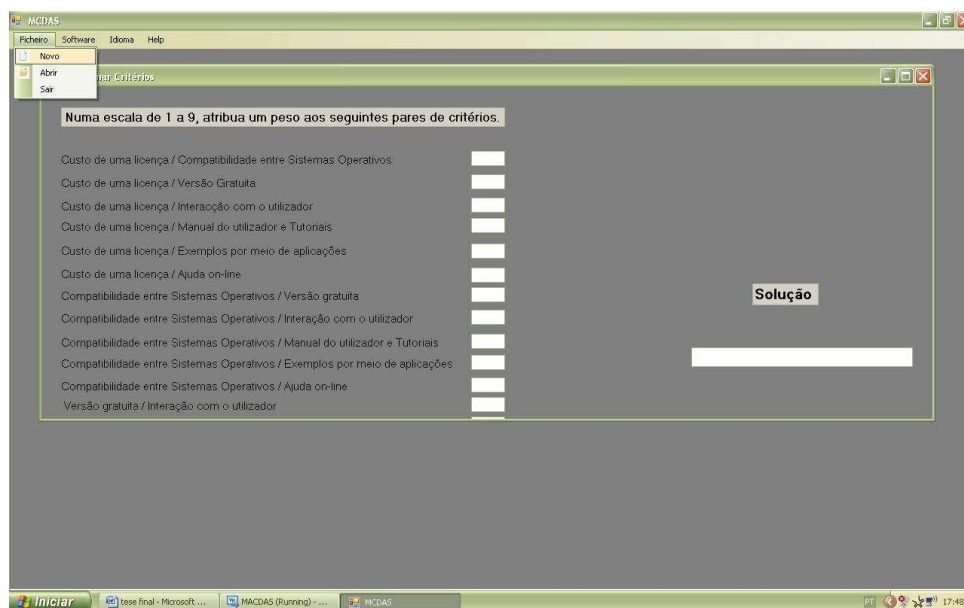 MCDAS
Ficheiro Software Idioma Help
Novo
Abrir
Sair
nar Critérios
Numa escala de 1 a 9, atribua um peso aos seguintes pares de critérios.
Custo de uma licença / Compatibilidade entre Sistemas Operativos
Custo de uma licença / Versão Gratuita
Custo de uma licença / Interacção com o utilizador
Custo de uma licença / Manual do utilizador e Tutoriais
Custo de uma licença / Exemplos por meio de aplicações
Custo de uma licença / Ajuda on-line
Compatibilidade entre Sistemas Operativos / Versão gratuita
Compatibilidade entre Sistemas Operativos / Interação com o utilizador
Compatibilidade entre Sistemas Operativos / Manual do utilizador e Tutoriais
Compatibilidade entre Sistemas Operativos / Exemplos por meio de aplicações
Compatibilidade entre Sistemas Operativos / Ajuda on-line
Versão gratuita / Interação com o utilizador
Solução
Iniciar tese final - Microsoft ... MACDAS (Running) - ... MCDAS PT 17:48